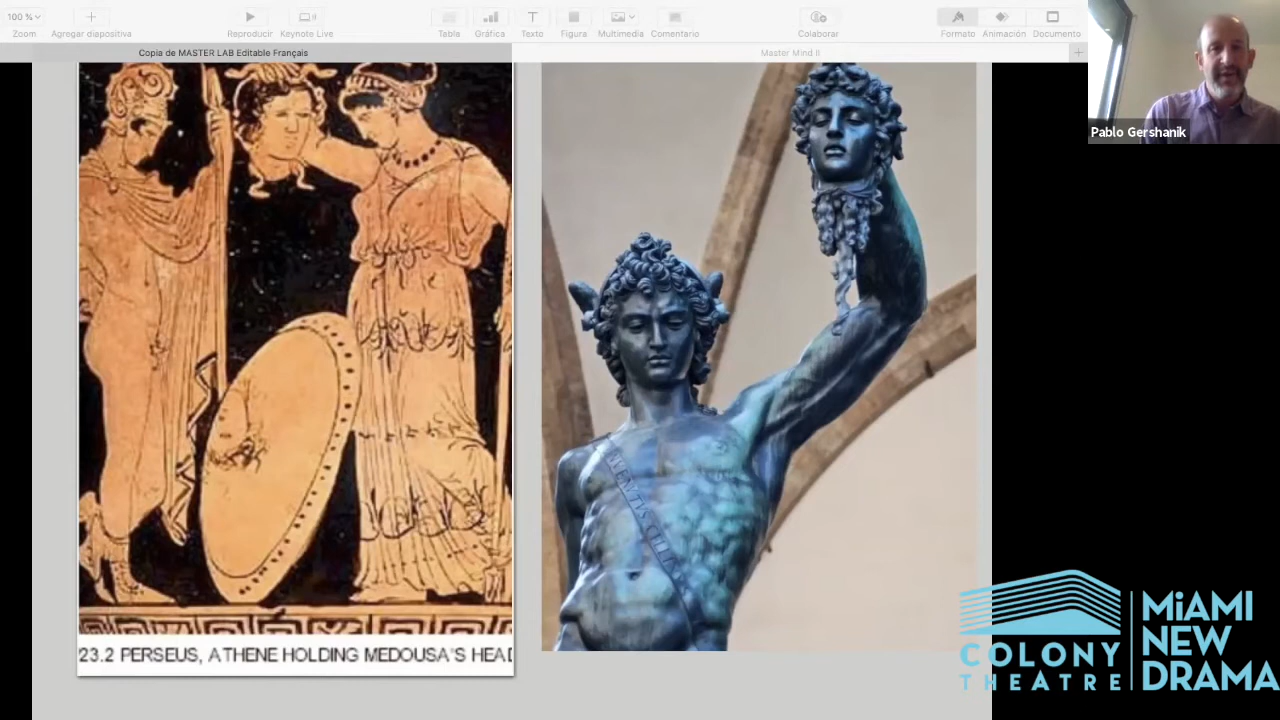 100 %
Zoom
Agregar diapositiva
Reproducir
Keynote Live
Tabla
Gráfica
Texto
Figura
Multimedia
Comentario
Colaborar
Formato
Animación
Documento
Copia de MASTER LAB Editable Français
Master Mind II
Pablo Gershanik
23.2 PERSEUS, ATHENE HOLDING MEDOUSA'S HEAD
COLONY
THEATRE
MiAMI
NEW
DRAMA